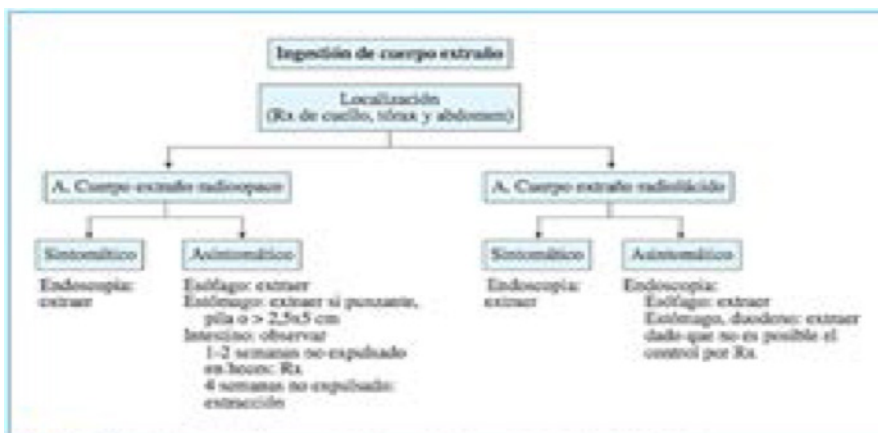 Ingestión de cuerpo extraño
Localización
(Rx de cuello, tórax y abdomen)
A. Cuerpo extraño radioopaco
A. Cuerpo extraño radiolúcido
Sintomático
Endoscopia:
extraer
Asintomático
Esófago: extraer
Estómago: extraer si punzante,
pila o > 2,5x5 cm
Intestino: observar
1-2 semanas no expulsado
en heces: Rx
4 semanas no expulsado:
extracción
Sintomático
Endoscopia:
extraer
Asintomático
Endoscopia:
Esófago: extraer
Estómago, duodeno: extraer
dado que no es posible el
control por Rx